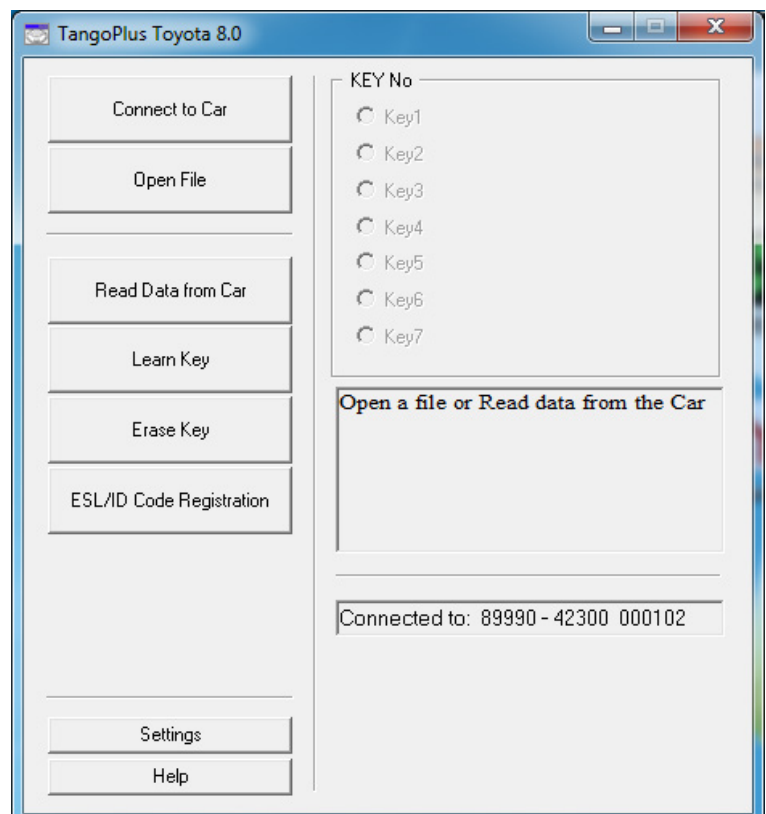 TangoPlus Toyota 8.0
Connect to Car
Open File
Read Data from Car
Learn Key
Erase Key
ESL/ID Code Registration
Settings
Help
KEY No
Key1
Key2
Key3
Key4
Key5
Key6
Key7
Open a file or Read data from the Car
Connected to: 89990 - 42300 000102